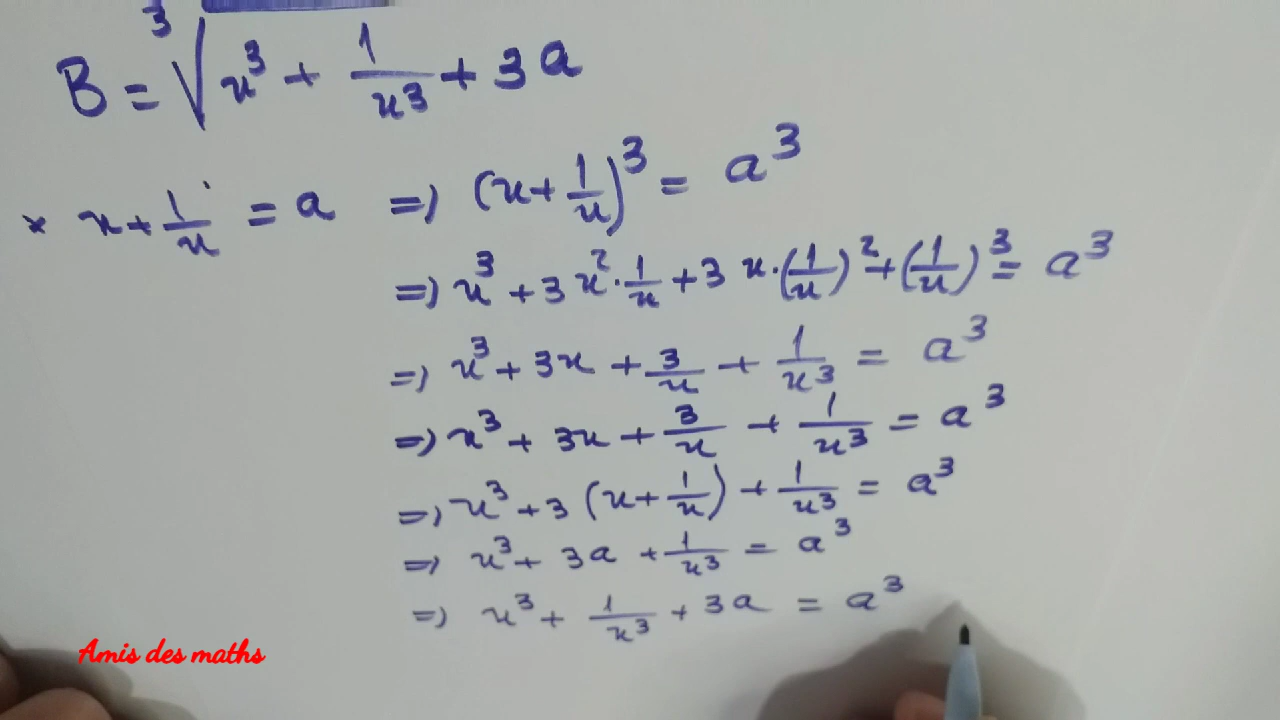 B = ∛(x³ + 1/x³ + 3a)
* x + 1/x = a ⇒ (x + 1/x)³ = a³
⇒ x³ + 3x² · 1/x + 3x · (1/x)² + (1/x)³ = a³
⇒ x³ + 3x + 3/x + 1/x³ = a³
⇒ x³ + 3x + 3/x + 1/x³ = a³
⇒ x³ + 3(x + 1/x) + 1/x³ = a³
⇒ x³ + 3a + 1/x³ = a³
⇒ x³ + 1/x³ + 3a = a³
Amis des maths